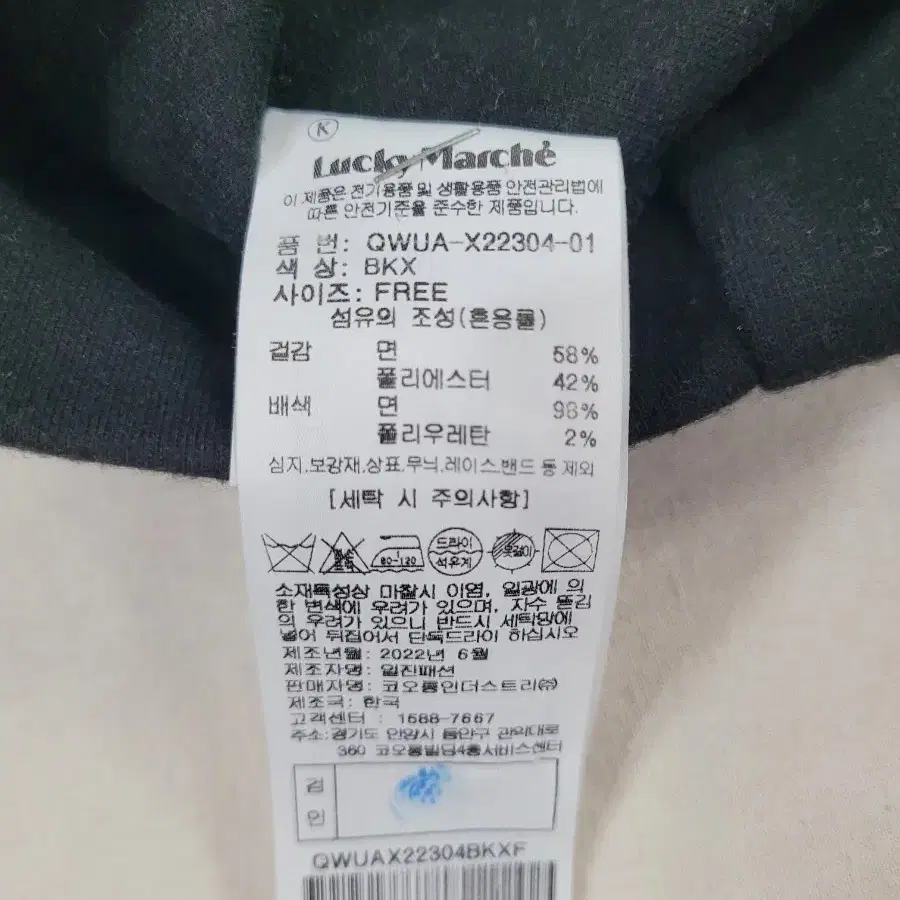 K
Lucky Marché
이 제품은 전기용품 및 생활용품 안전관리법에
따른 안전기준을 준수한 제품입니다.
품 번: QWUA-X22304-01
색 상: BKX
사이즈: FREE
섬유의 조성(혼용률)
겉감 면 58%
폴리에스터 42%
배색 면 98%
폴리우레탄 2%
심지,보강재,상표,무늬,레이스,밴드 등 제외
[세탁 시 주의사항]
80-120
드라이
석유계
옷걸이
소재특성상 마찰시 이염, 일광에 의
한 변색에 우려가 있으며, 자수 뜯김
의 우려가 있으니 반드시 세탁망에
넣어 뒤집어서 단독드라이 하십시오
제조년월: 2022년 6월
제조자명: 일진패션
판매자명: 코오롱인더스트리㈜
제조국: 한국
고객센터 : 1588-7667
주소:경기도 안양시 동안구 관악대로
360 코오롱빌딩4층서비스센터
검
인
QWUAX22304BKXF